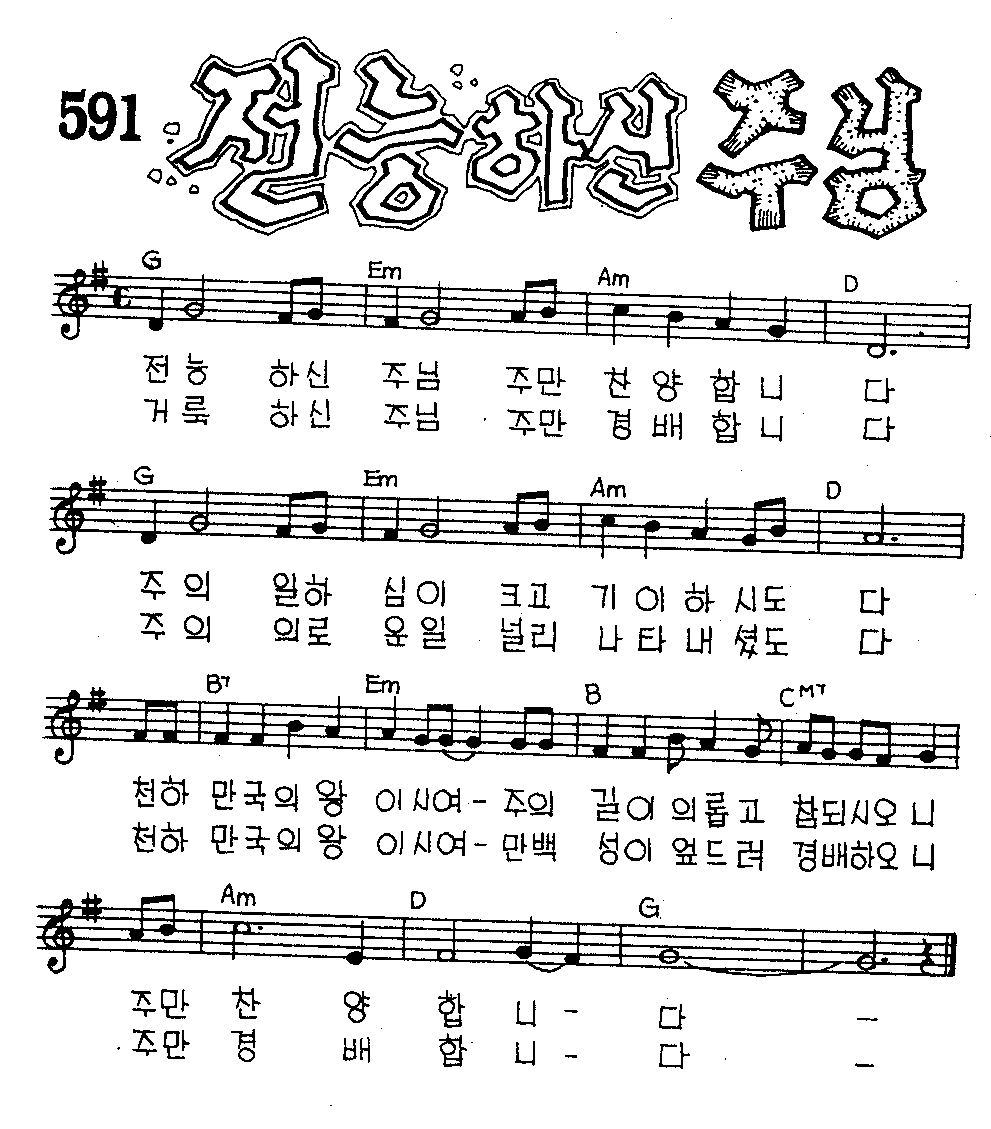 591 전능하신 주님
G Em Am D
전능 하신 주님 주만 찬양합니 다
거룩 하신 주님 주만 경배합니 다
G Em Am D
주의 일하 심이 크고 기이하시도 다
주의 의로 운일 널리 나타내셨도 다
B7 Em B CM7
천하 만국의 왕 이시여- 주의 길이 의롭고 참되시오니
천하 만국의 왕 이시여- 만백 성이 엎드려 경배하오니
Am D G
주만 찬 양 합 니 - 다 -
주만 경 배 합 니 - 다 -